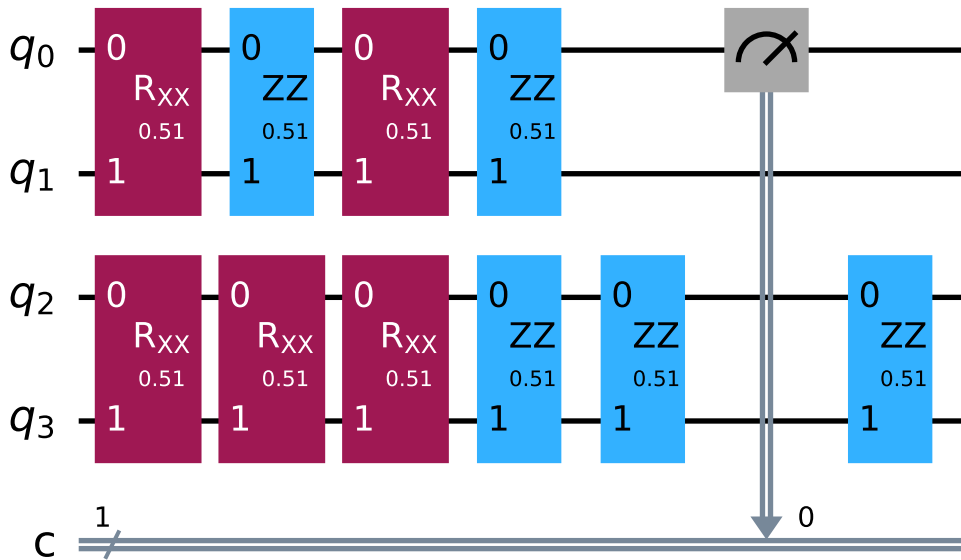 q0 0 0 0 0
RXX ZZ RXX ZZ
0.51 0.51 0.51 0.51
q1 1 1 1 1
q2 0 0 0 0 0 0
RXX RXX RXX ZZ ZZ ZZ
0.51 0.51 0.51 0.51 0.51 0.51
q3 1 1 1 1 1 1
1 0
c